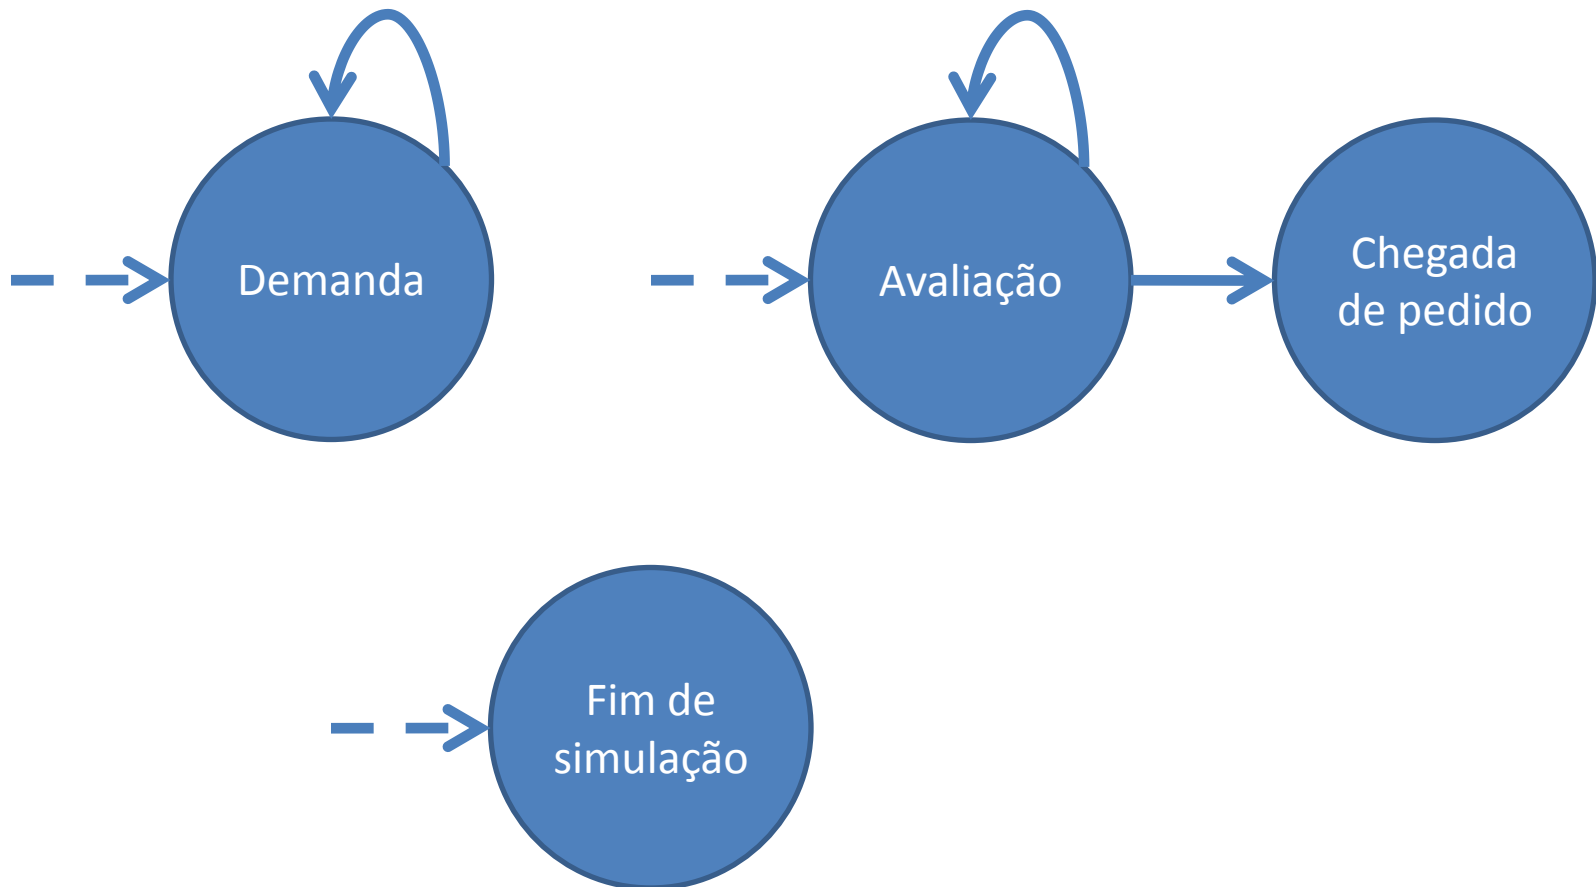 Demanda
Avaliação
Chegada
de pedido
Fim de
simulação